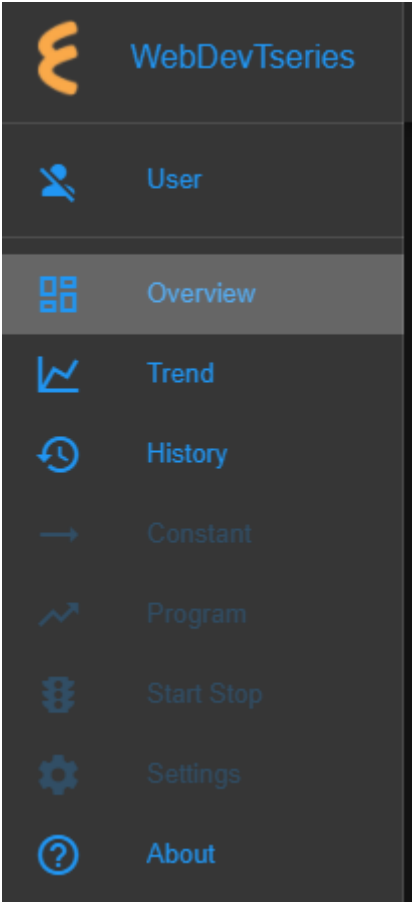 WebDevTseries
User
Overview
Trend
History
Constant
Program
Start Stop
Settings
About